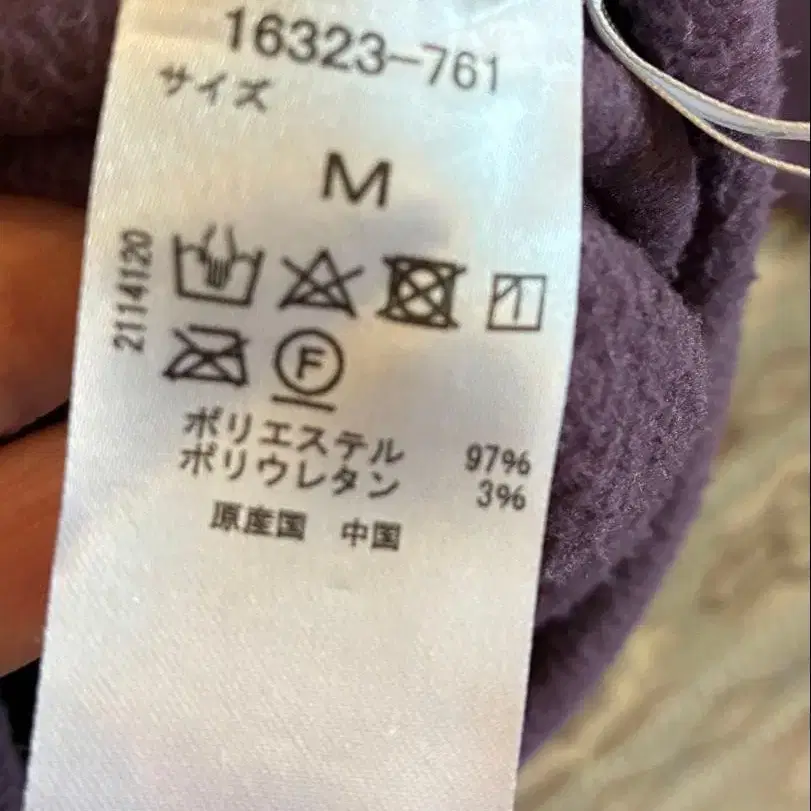 16323-761
サイズ
M
2114120
F
ポリエステル 97%
ポリウレタン 3%
原産国 中国